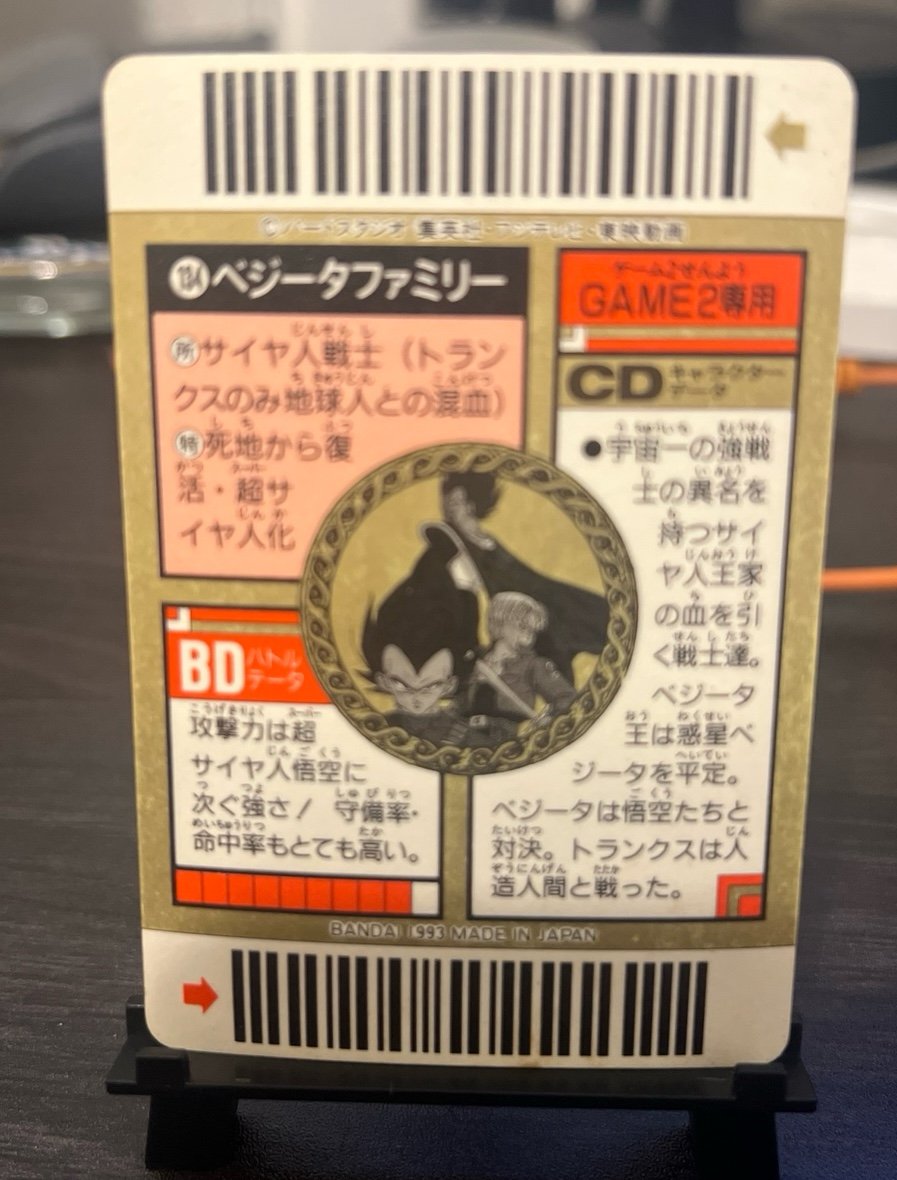 ©バードスタジオ 集英社・フジテレビ・東映動画
184 ベジータファミリー
所サイヤ人戦士（トラン
クスのみ地球人との混血）
特死地から復
活・超サ
イヤ人化
BD バトル
データ
攻撃力は超
サイヤ人悟空に
次ぐ強さ！ 守備率・
命中率もとても高い。
ゲーム2せんよう
GAME2専用
CD キャラクター
データ
●宇宙一の強戦
士の異名を
持つサイ
ヤ人王家
の血を引
く戦士達。
ベジータ
王は惑星ベ
ジータを平定。
ベジータは悟空たちと
対決。トランクスは人
造人間と戦った。
BANDAI 1993 MADE IN JAPAN